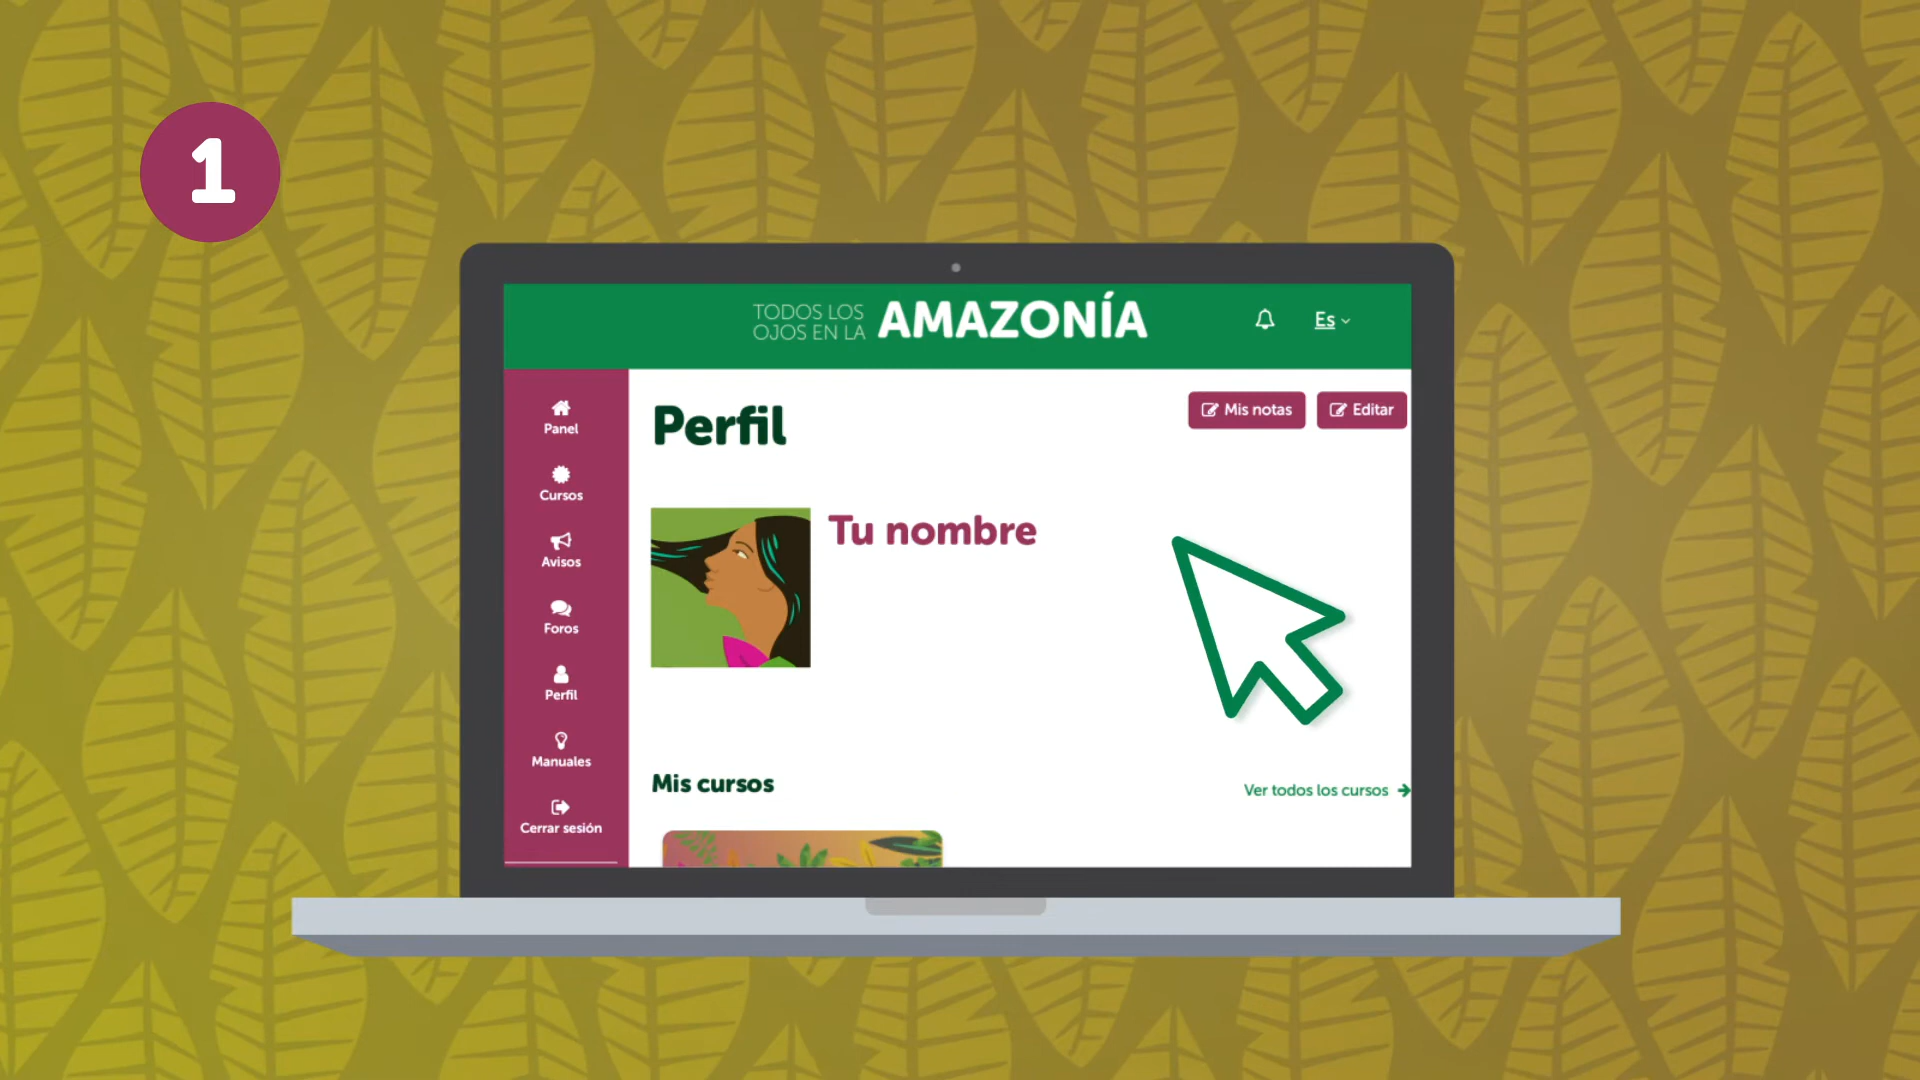 1
TODOS LOS
OJOS EN LA
AMAZONÍA
Es
Panel
Cursos
Avisos
Foros
Perfil
Manuales
Cerrar sesión
Perfil
Mis notas
Editar
Tu nombre
Mis cursos
Ver todos los cursos